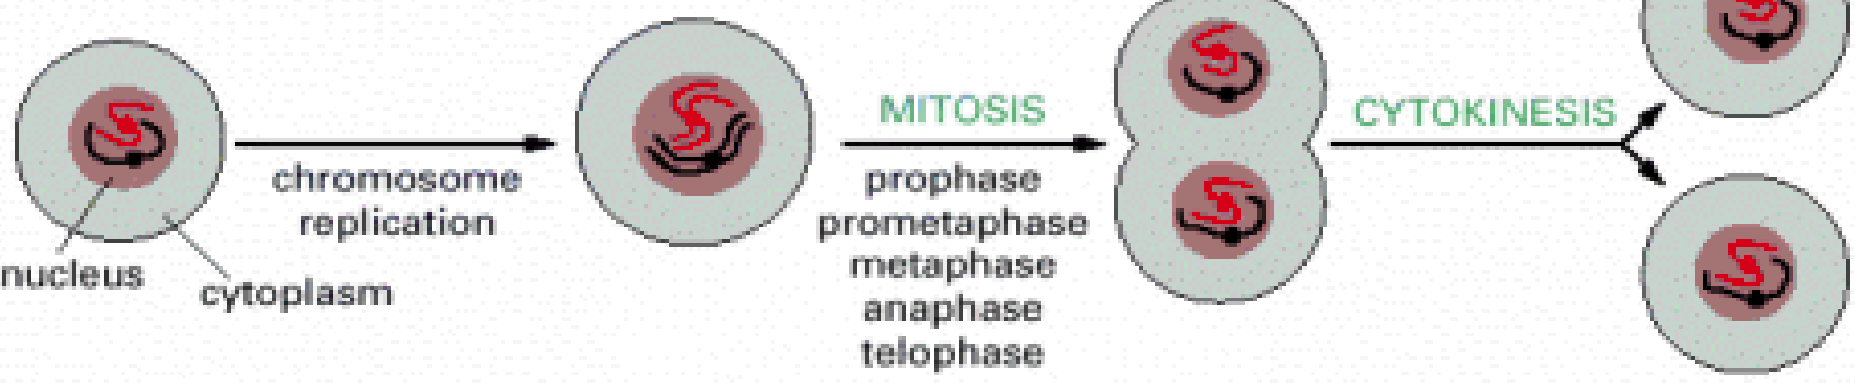 nucleus
cytoplasm
chromosome
replication
MITOSIS
prophase
prometaphase
metaphase
anaphase
telophase
CYTOKINESIS